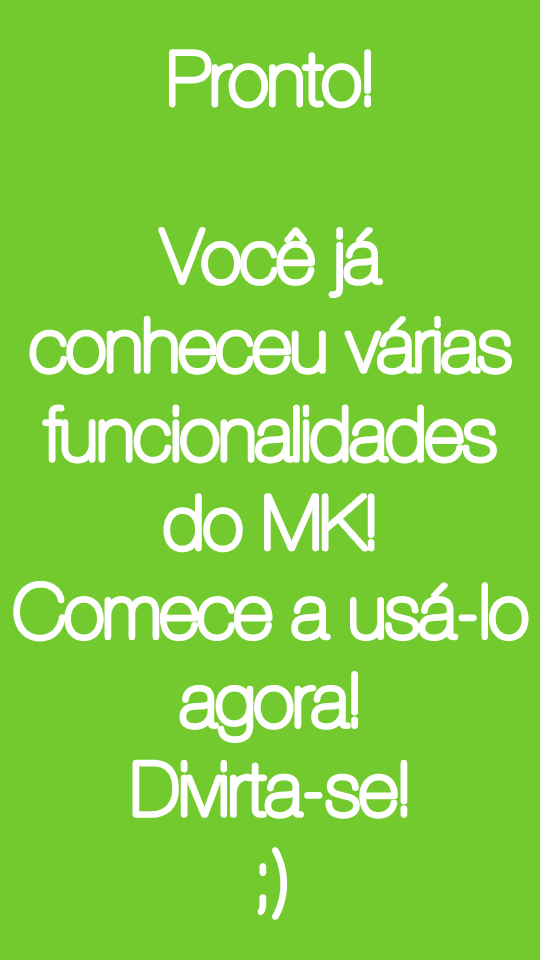 Pronto!
Você já
conheceu várias
funcionalidades
do MK!
Comece a usá-lo
agora!
Divirta-se!
;)